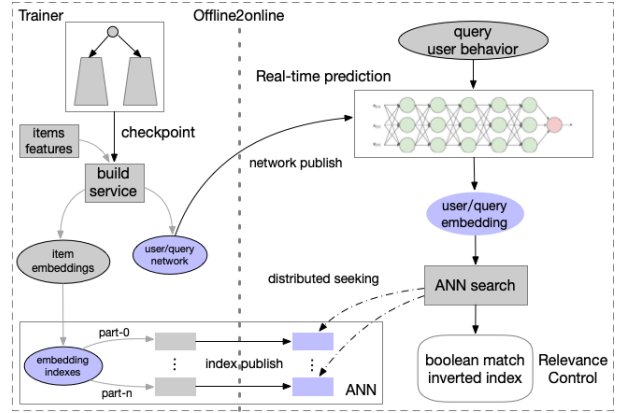 Trainer
Offline2online
query
user behavior
Real-time prediction
checkpoint
items
features
build
service
network publish
user/query
embedding
item
embeddings
user/query
network
distributed seeking
ANN search
part-0
embedding
indexes
index publish
part-n
ANN
boolean match
inverted index
Relevance
Control